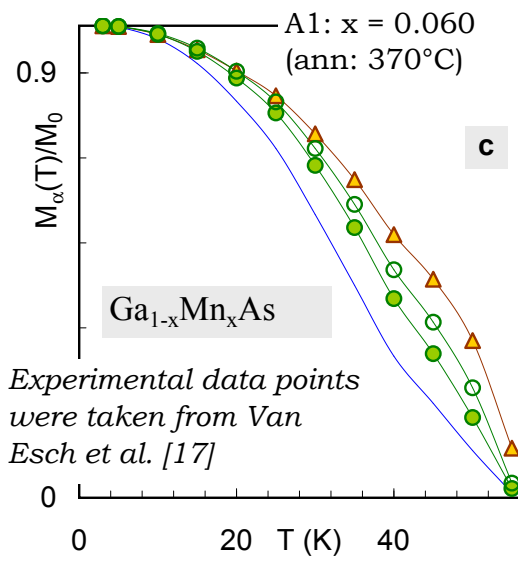 A1: x = 0.060
(ann: 370°C)
0.9
c
Mα(T)/M0
Ga1-xMnxAs
Experimental data points
were taken from Van
Esch et al. [17]
0
0 20 T (K) 40